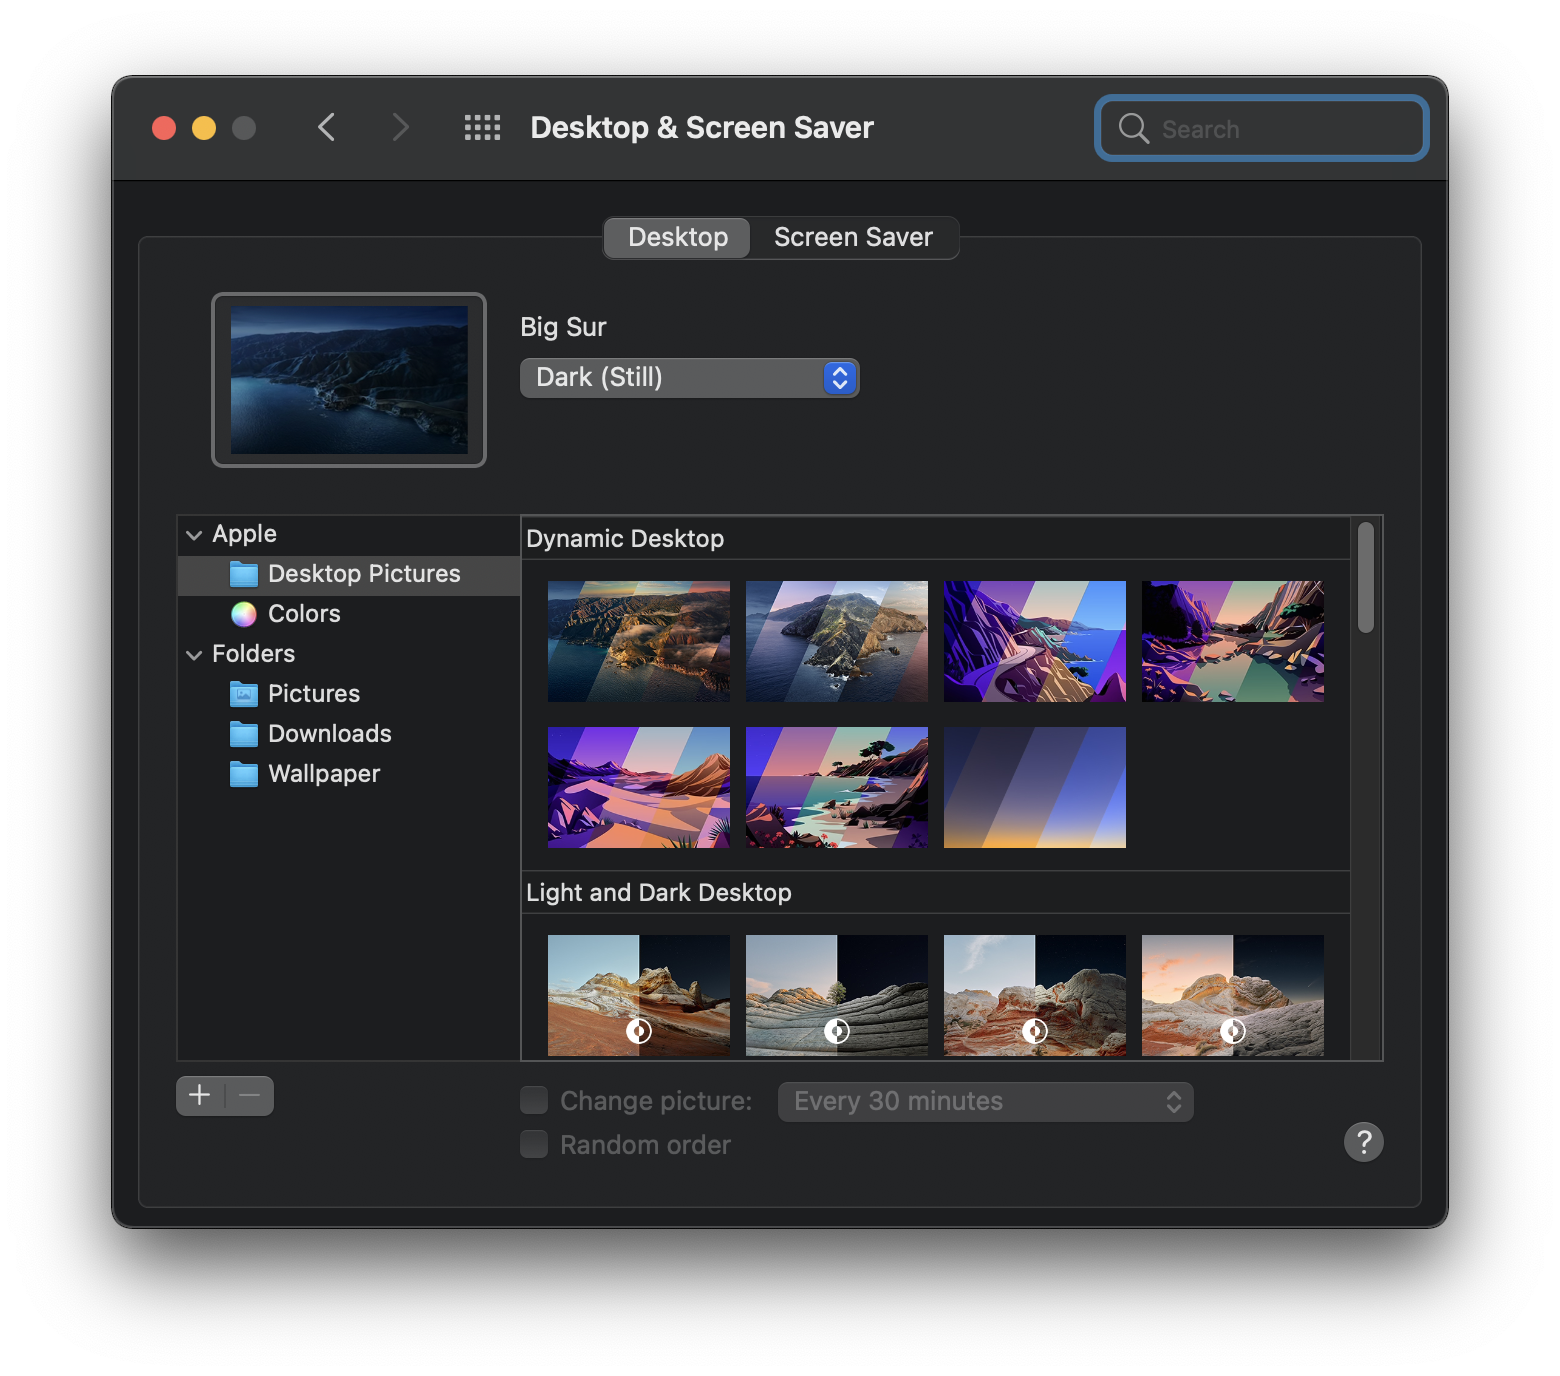 Desktop & Screen Saver
Search
Desktop
Screen Saver
Big Sur
Dark (Still)
Apple
Desktop Pictures
Colors
Folders
Pictures
Downloads
Wallpaper
Dynamic Desktop
Light and Dark Desktop
Change picture:
Every 30 minutes
Random order
?